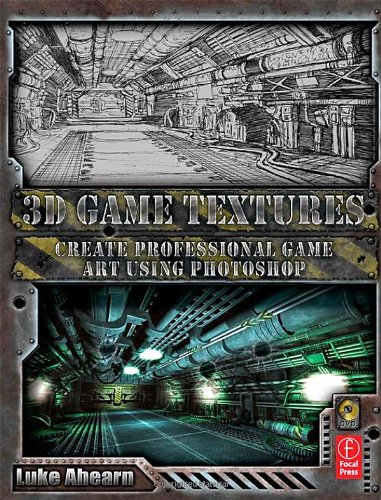 3D GAME TEXTURES
CREATE PROFESSIONAL GAME
ART USING PHOTOSHOP
DVD
Luke Ahearn
Focal
Press